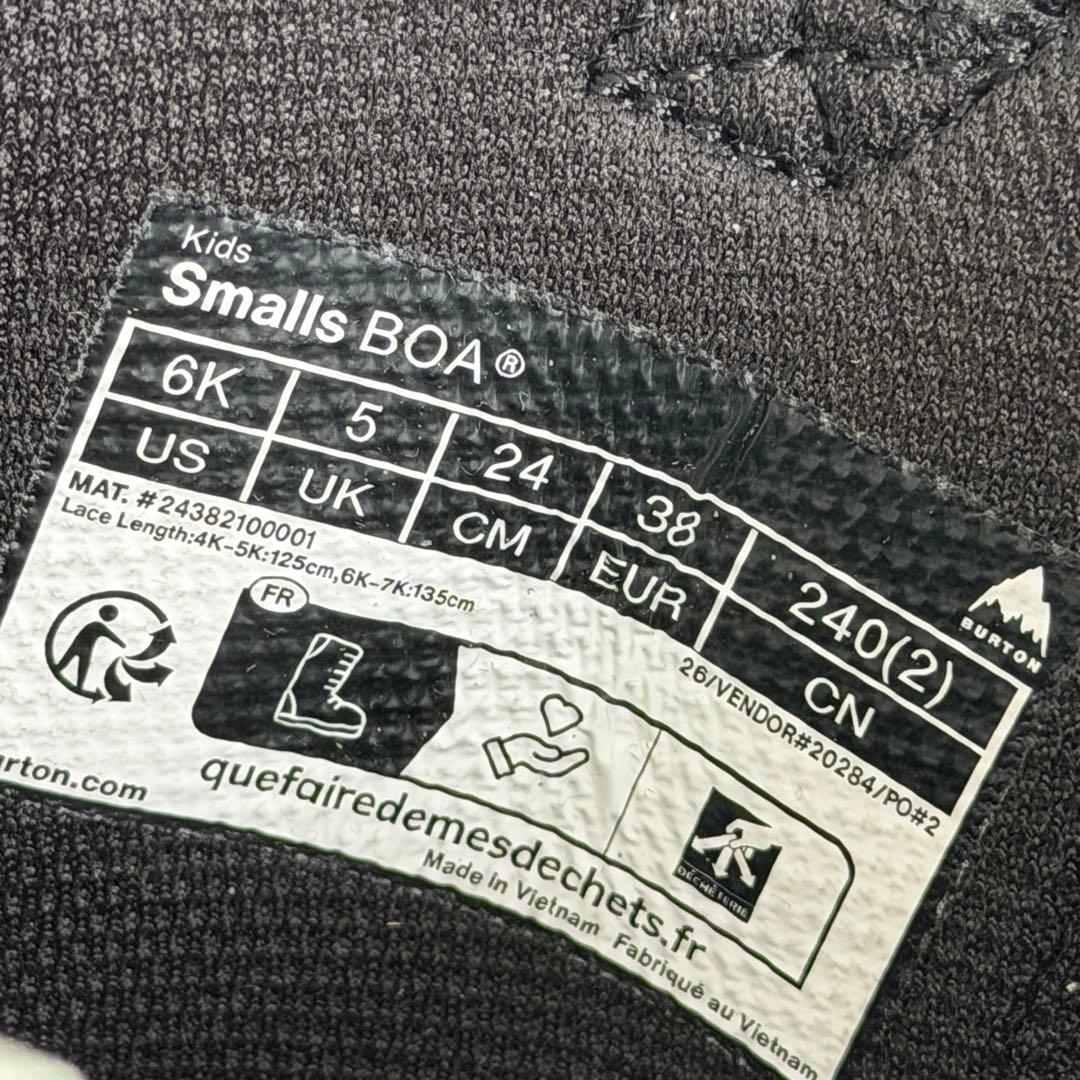 Kids
Smalls BOA®
6K 5 24 38 240(2)
US UK CM EUR CN
BURTON
MAT. #24382100001
Lace Length:4K-5K:125cm,6K-7K:135cm
26/VENDOR#20284/PO#2
FR
DÉCHÈTERIE
rton.com
quefairedemesdechets.fr
Made in Vietnam Fabriqué au Vietnam